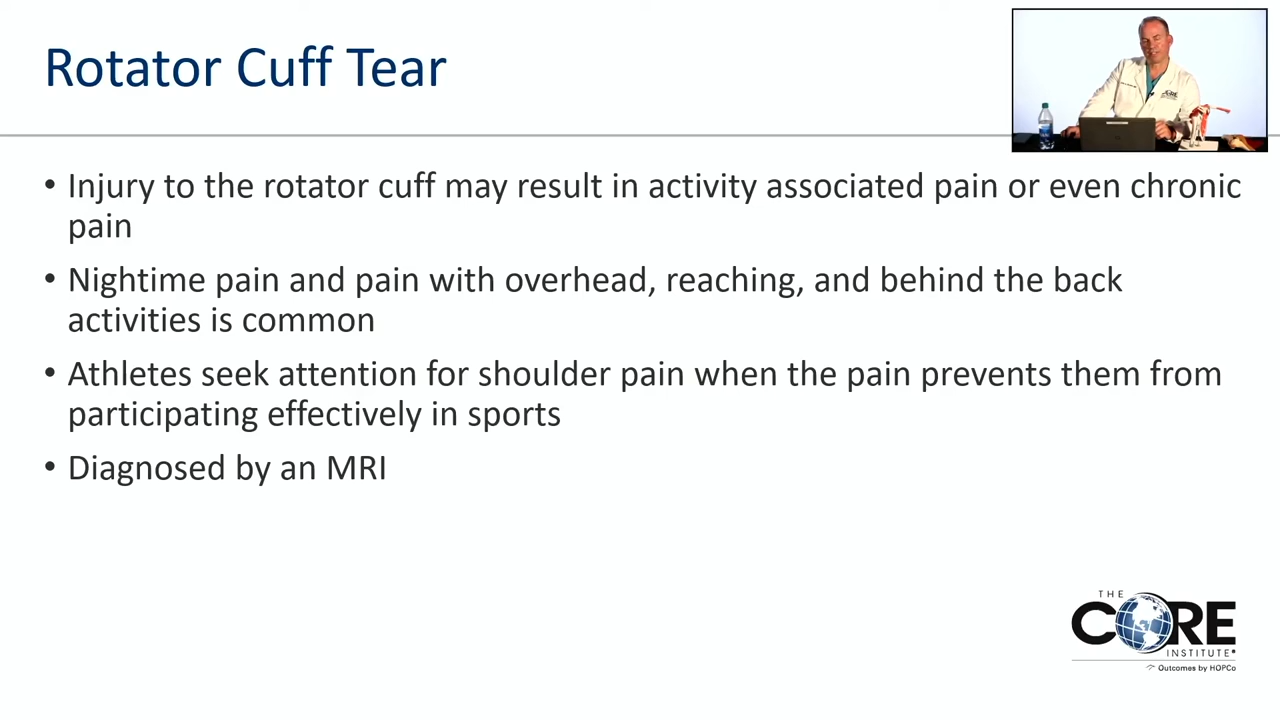 Rotator Cuff Tear
• Injury to the rotator cuff may result in activity associated pain or even chronic
pain
• Nightime pain and pain with overhead, reaching, and behind the back
activities is common
• Athletes seek attention for shoulder pain when the pain prevents them from
participating effectively in sports
• Diagnosed by an MRI
THE
CORE
INSTITUTE
Outcomes by HOPCo